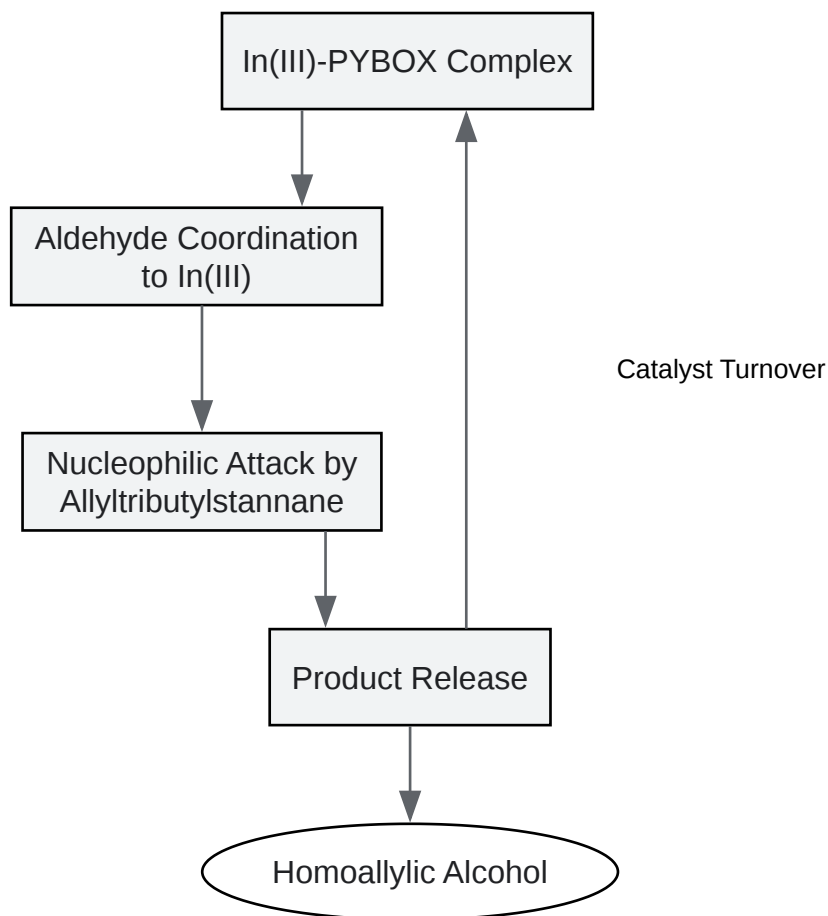 In(III)-PYBOX Complex
Aldehyde Coordination
to In(III)
Catalyst Turnover
Nucleophilic Attack by
Allyltributylstannane
Product Release
Homoallylic Alcohol